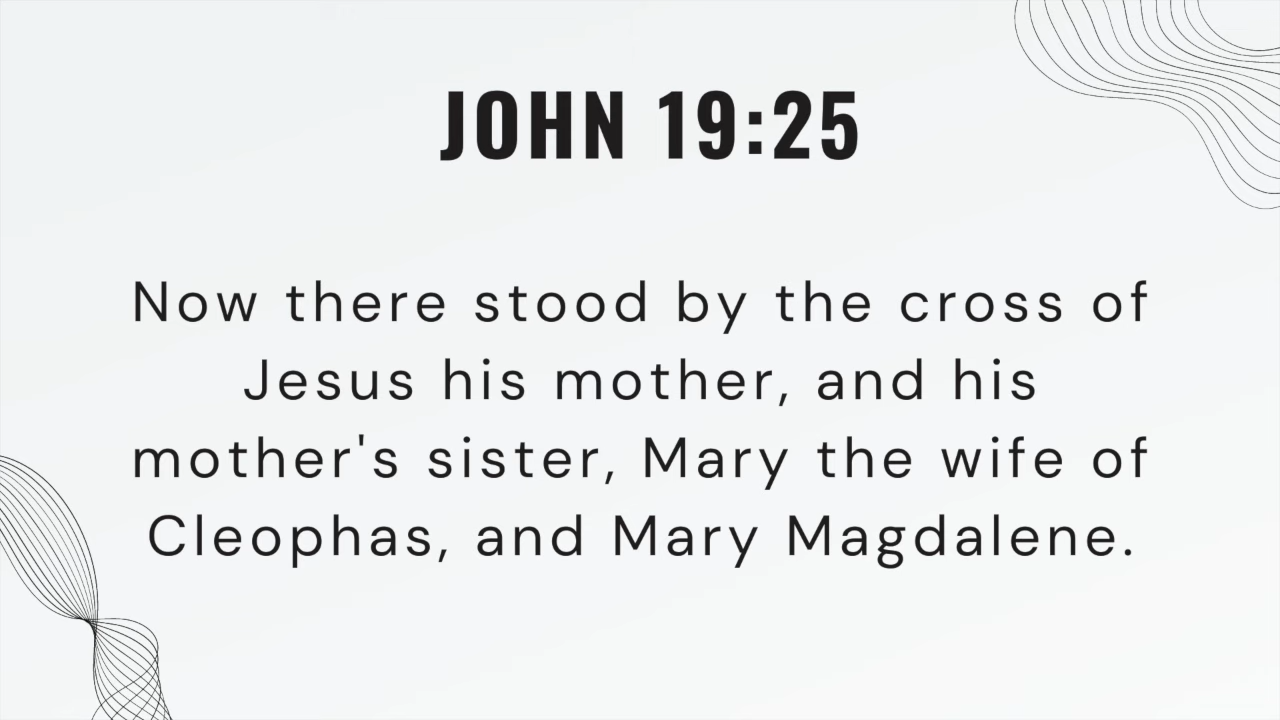 JOHN 19:25
Now there stood by the cross of
Jesus his mother, and his
mother's sister, Mary the wife of
Cleophas, and Mary Magdalene.